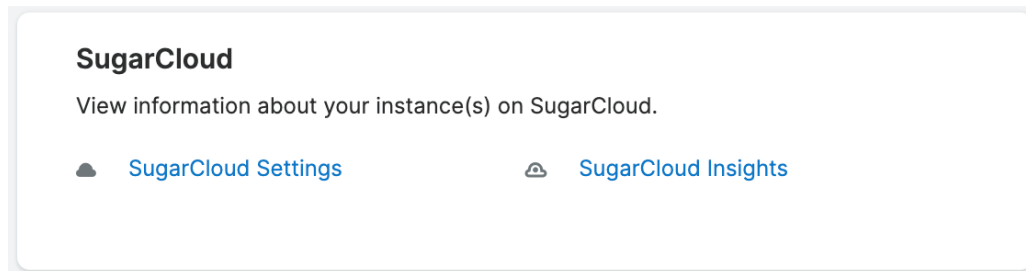 SugarCloud
View information about your instance(s) on SugarCloud.
SugarCloud Settings
SugarCloud Insights